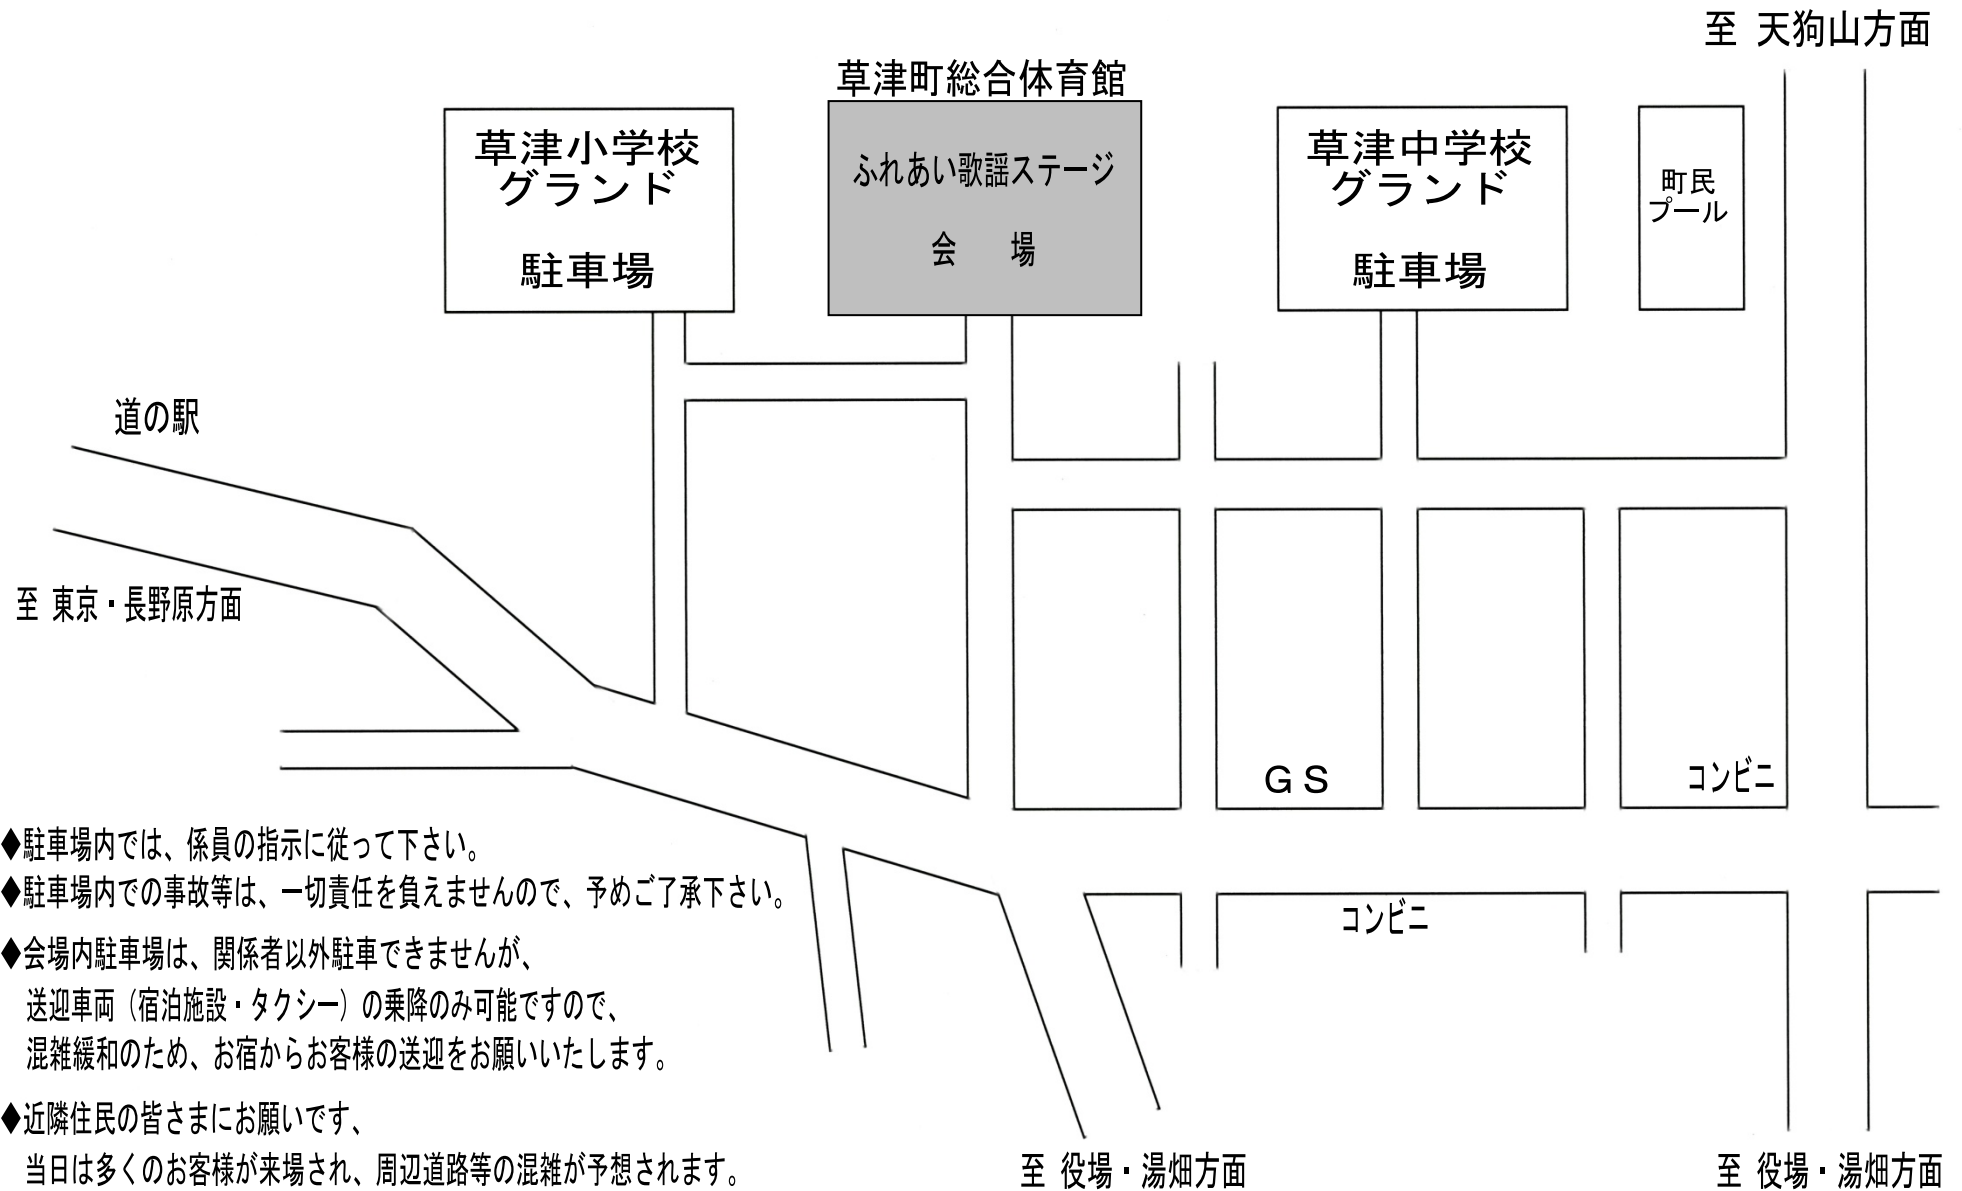 至 天狗山方面
草津町総合体育館
草津小学校
グランド
駐車場
ふれあい歌謡ステージ
会　場
草津中学校
グランド
駐車場
町民
プール
道の駅
至 東京・長野原方面
ＧＳ
コンビニ
コンビニ
◆駐車場内では、係員の指示に従って下さい。
◆駐車場内での事故等は、一切責任を負えませんので、予めご了承下さい。
◆会場内駐車場は、関係者以外駐車できませんが、
送迎車両（宿泊施設・タクシー）の乗降のみ可能ですので、
混雑緩和のため、お宿からお客様の送迎をお願いいたします。
◆近隣住民の皆さまにお願いです、
当日は多くのお客様が来場され、周辺道路等の混雑が予想されます。
至 役場・湯畑方面
至 役場・湯畑方面